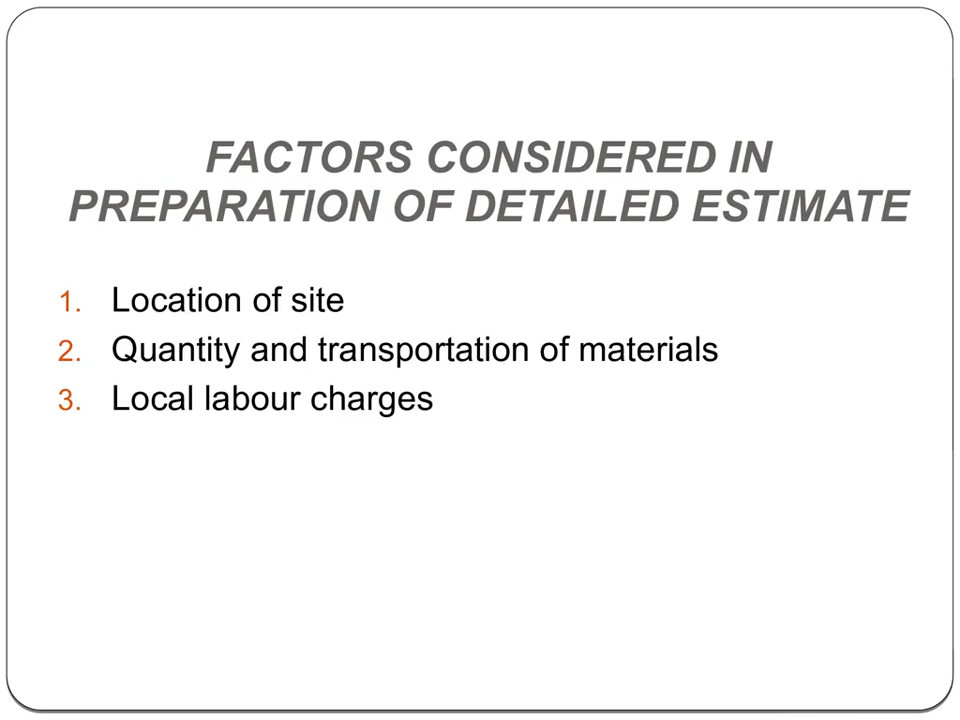 FACTORS CONSIDERED IN
PREPARATION OF DETAILED ESTIMATE
1. Location of site
2. Quantity and transportation of materials
3. Local labour charges